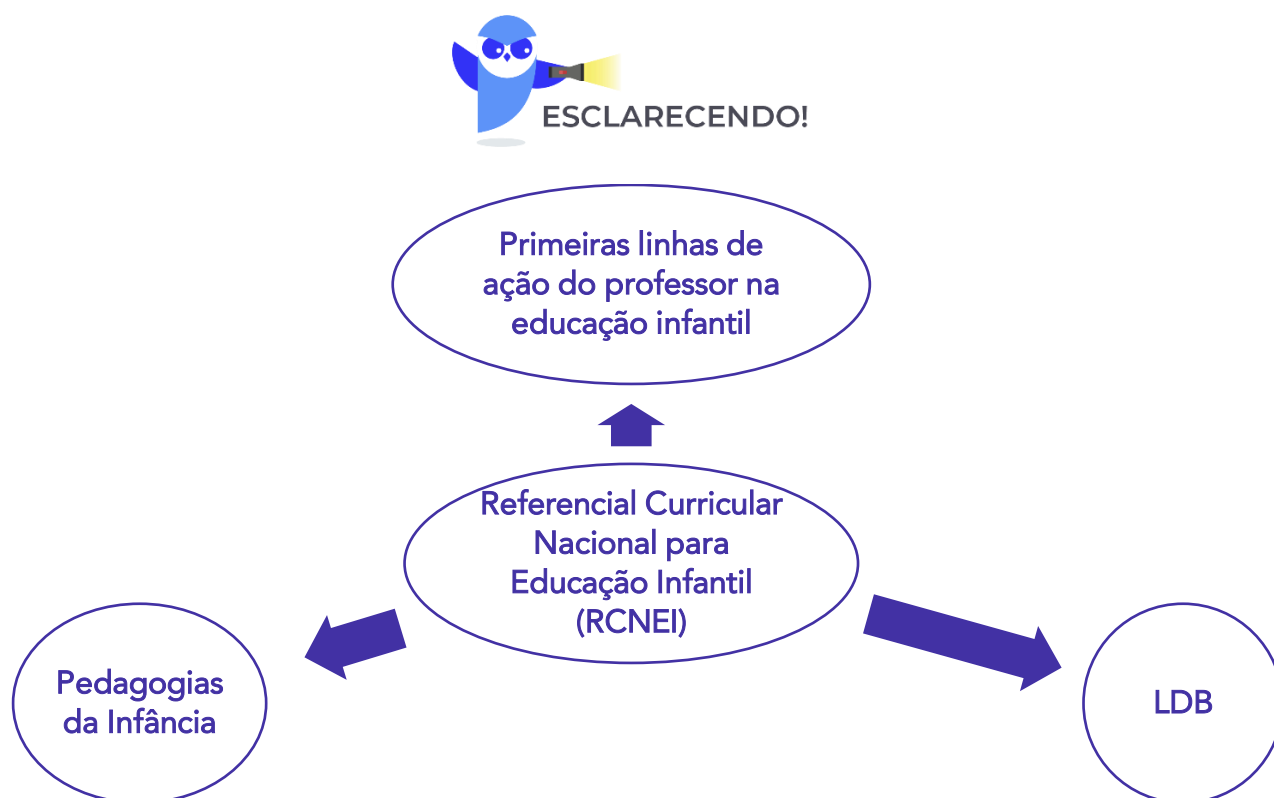 ESCLARECENDO!
Primeiras linhas de
ação do professor na
educação infantil
Referencial Curricular
Nacional para
Educação Infantil
(RCNEI)
Pedagogias
da Infância
LDB